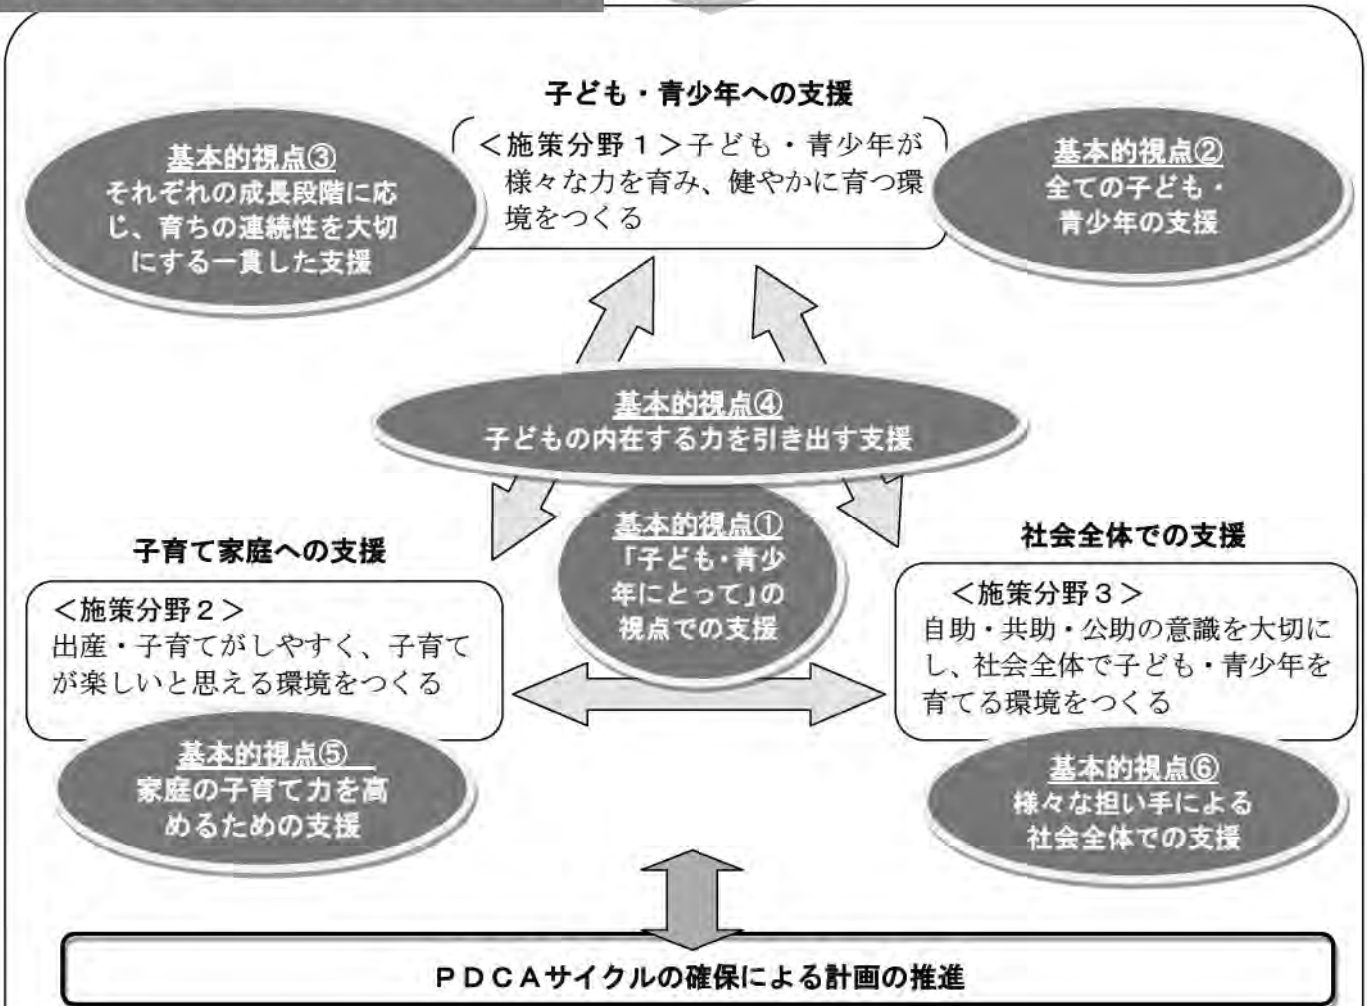 子ども・青少年への支援
基本的視点③
それぞれの成長段階に応
じ、育ちの連続性を大切
にする一貫した支援
＜施策分野１＞子ども・青少年が
様々な力を育み、健やかに育つ環
境をつくる
基本的視点②
全ての子ども・
青少年の支援
基本的視点④
子どもの内在する力を引き出す支援
基本的視点①
「子ども・青少
年にとって」の
視点での支援
子育て家庭への支援
＜施策分野２＞
出産・子育てがしやすく、子育て
が楽しいと思える環境をつくる
基本的視点⑤
家庭の子育て力を高
めるための支援
社会全体での支援
＜施策分野３＞
自助・共助・公助の意識を大切に
し、社会全体で子ども・青少年を
育てる環境をつくる
基本的視点⑥
様々な担い手による
社会全体での支援
ＰＤＣＡサイクルの確保による計画の推進